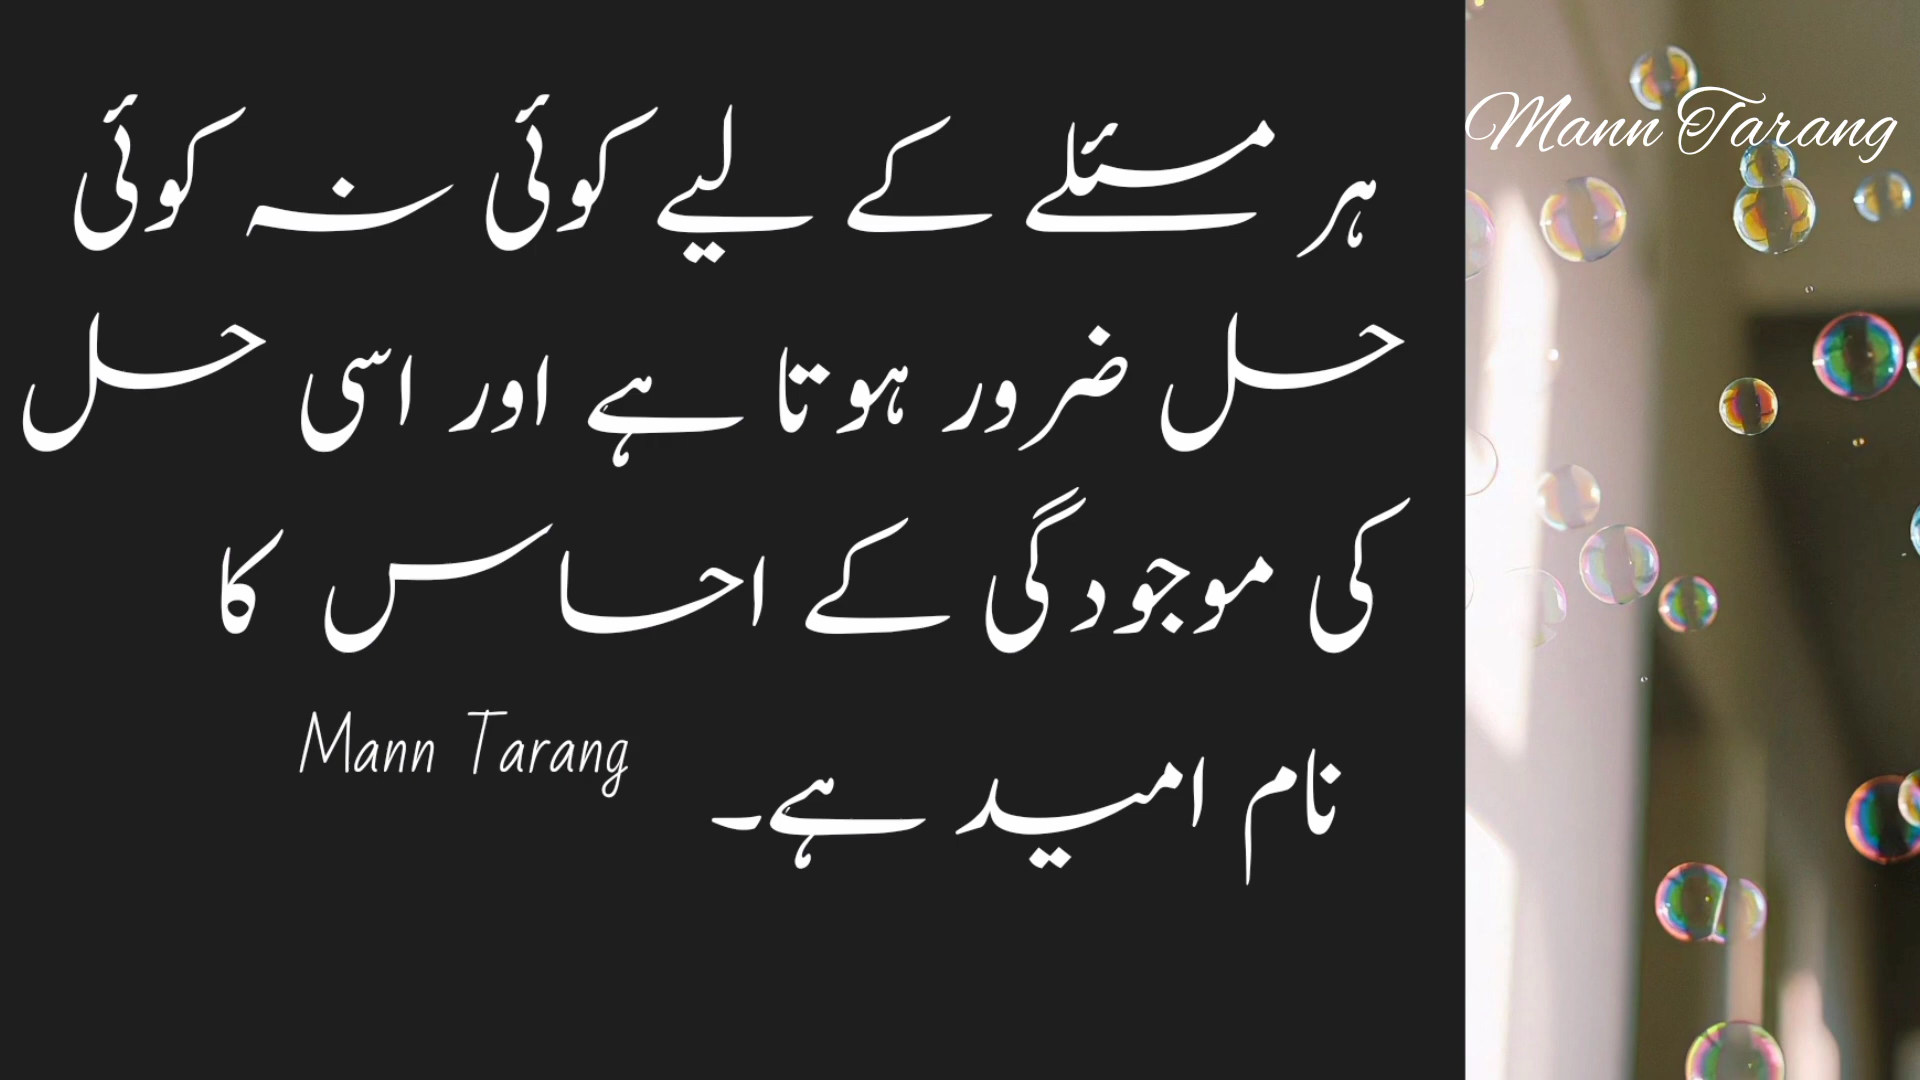 ہر مسئلے کے لیے کوئی نہ کوئی
حل ضرور ہوتا ہے اور اسی حل
کی موجودگی کے احساس کا
نام امید ہے۔
Mann Tarang
Mann Tarang